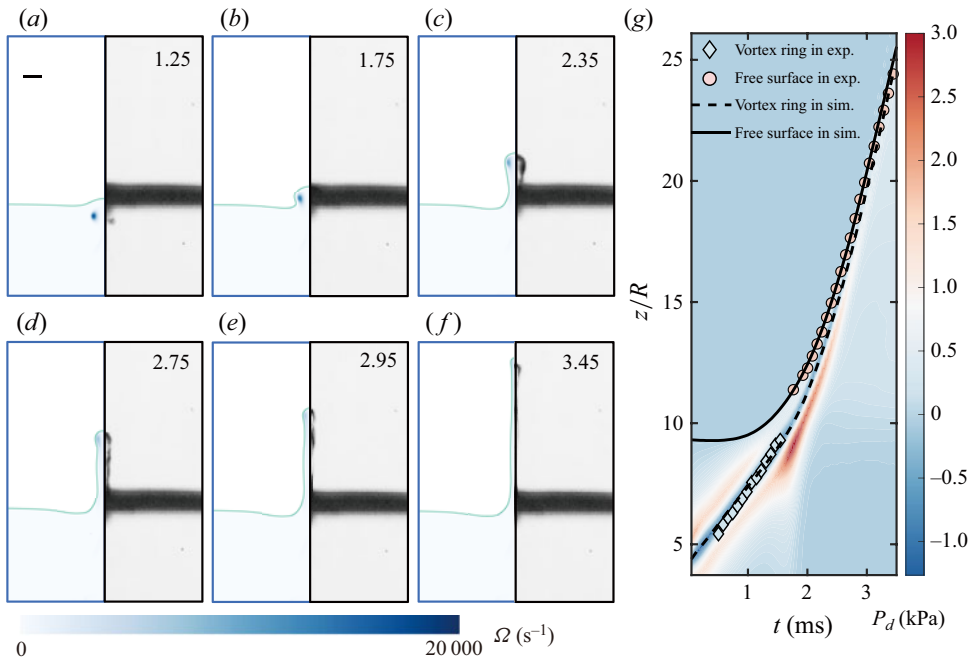 (a)
(b)
(c)
(g)
1.25
1.75
2.35
Vortex ring in exp.
Free surface in exp.
Vortex ring in sim.
Free surface in sim.
25
20
15
10
5
z/R
1
2
3
t (ms)
3.0
2.5
2.0
1.5
1.0
0.5
0
−0.5
−1.0
P_d (kPa)
(d)
(e)
(f)
2.75
2.95
3.45
0
20 000
Ω (s⁻¹)